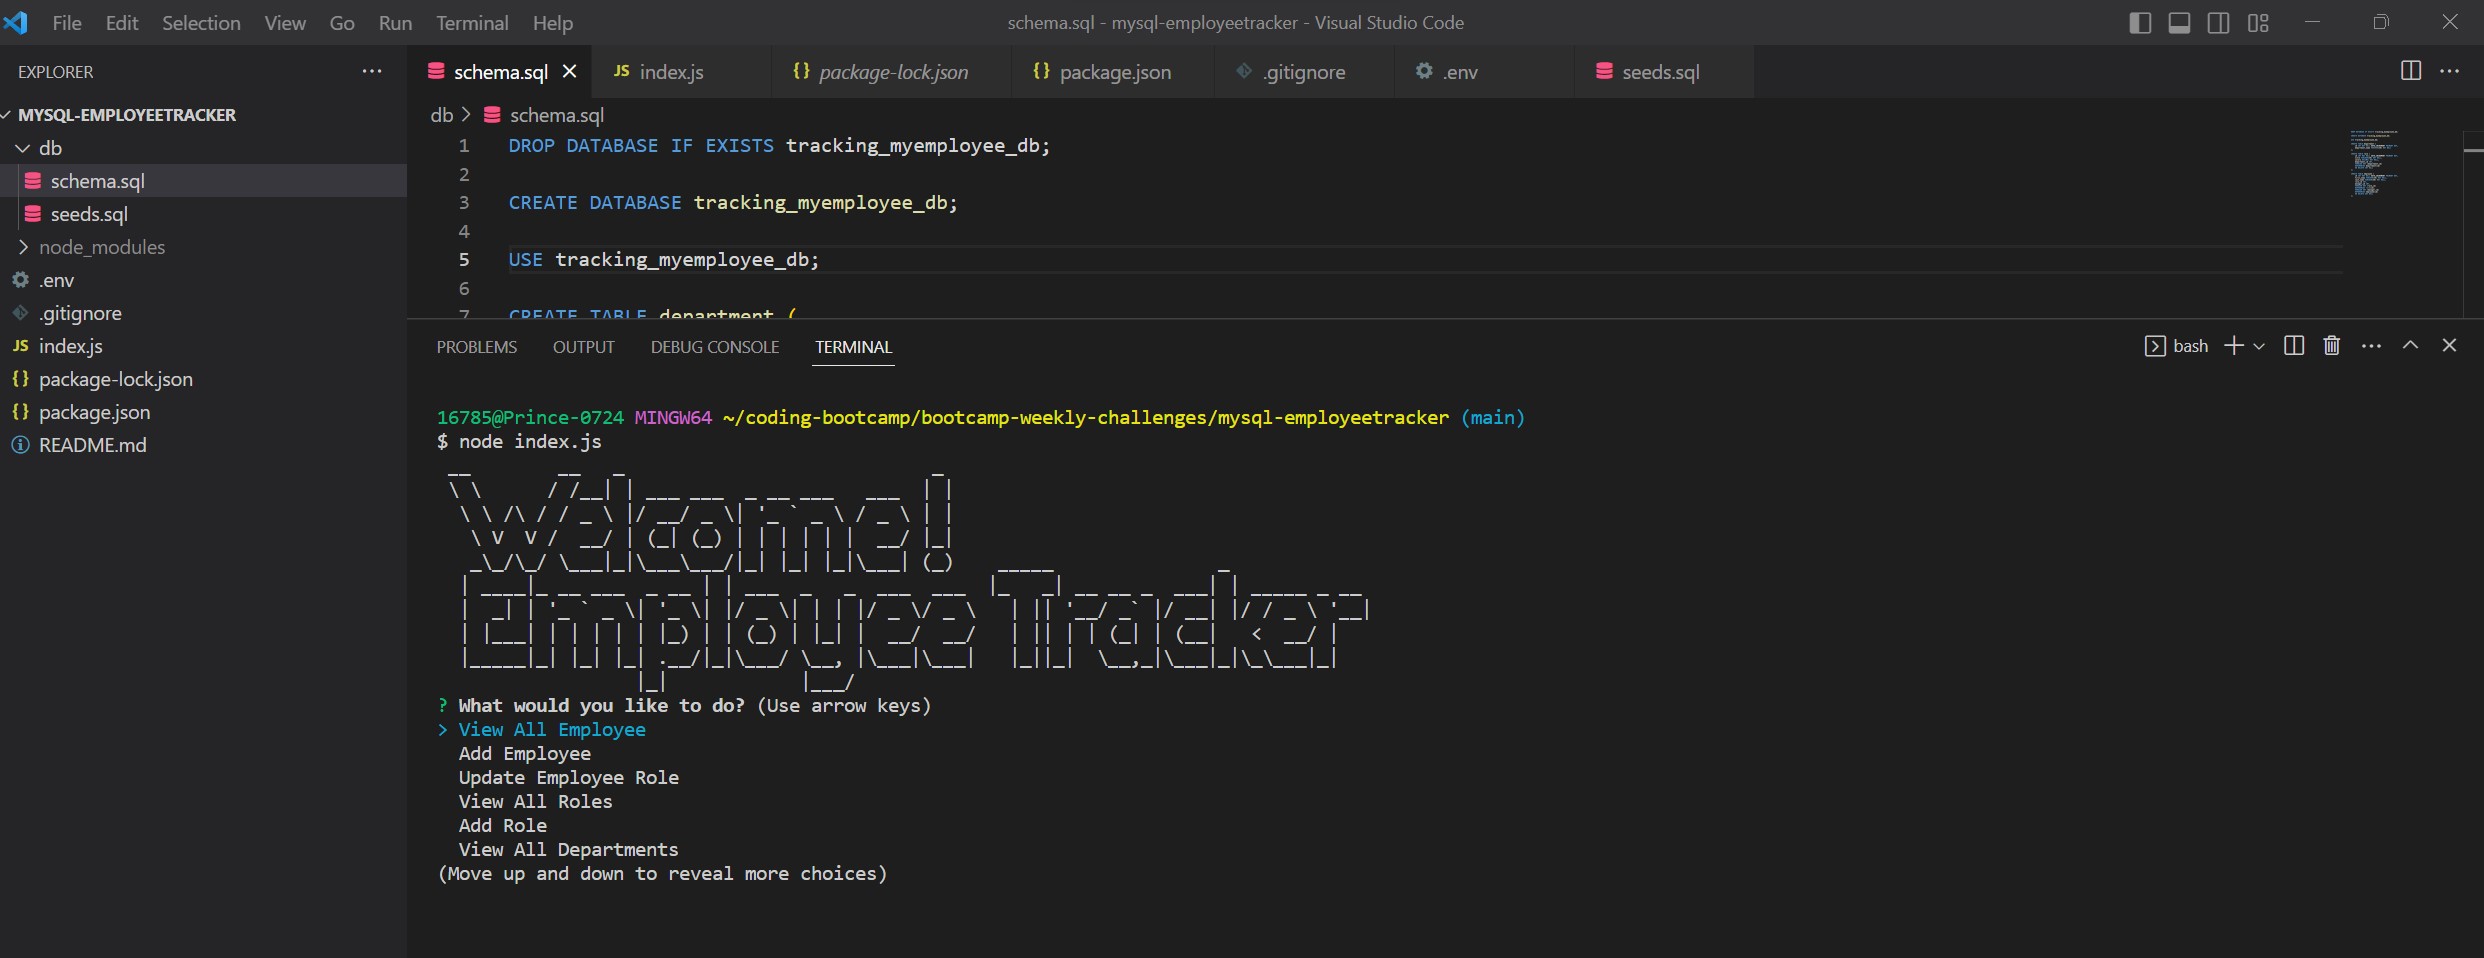 File Edit Selection View Go Run Terminal Help
schema.sql - mysql-employeetracker - Visual Studio Code
EXPLORER
MYSQL-EMPLOYEETRACKER
db
schema.sql
seeds.sql
node_modules
.env
.gitignore
index.js
package-lock.json
package.json
README.md
schema.sql
index.js
package-lock.json
package.json
.gitignore
.env
seeds.sql
db > schema.sql
1 DROP DATABASE IF EXISTS tracking_myemployee_db;
2
3 CREATE DATABASE tracking_myemployee_db;
4
5 USE tracking_myemployee_db;
6
7 CREATE TABLE department (
PROBLEMS OUTPUT DEBUG CONSOLE TERMINAL
bash
16785@Prince-0724 MINGW64 ~/coding-bootcamp/bootcamp-weekly-challenges/mysql-employeetracker (main)
$ node index.js
Welcome!
Employee Tracker
? What would you like to do? (Use arrow keys)
> View All Employee
Add Employee
Update Employee Role
View All Roles
Add Role
View All Departments
(Move up and down to reveal more choices)